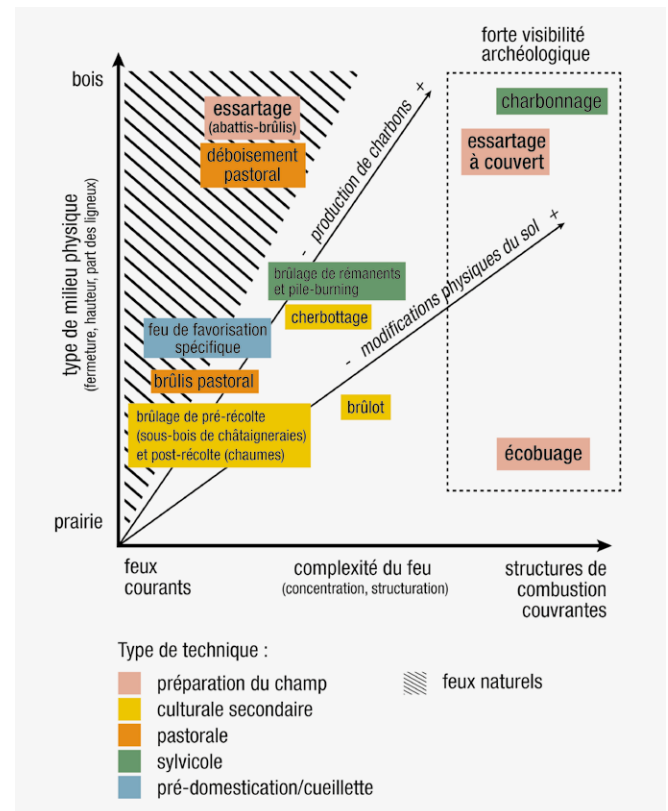 forte visibilité
archéologique
bois
charbonnage
essartage
(abattis-brûlis)
déboisement
pastoral
essartage
à couvert
- production de charbons +
- modifications physiques du sol +
type de milieu physique
(fermeture, hauteur, part des ligneux)
brûlage de rémanents
et pile-burning
cherbottage
feu de favorisation
spécifique
brûlis pastoral
brûlot
brûlage de pré-récolte
(sous-bois de châtaigneraies)
et post-récolte (chaumes)
écobuage
prairie
feux
courants
complexité du feu
(concentration, structuration)
structures de
combustion
couvrantes
Type de technique :
préparation du champ
culturale secondaire
pastorale
sylvicole
pré-domestication/cueillette
feux naturels